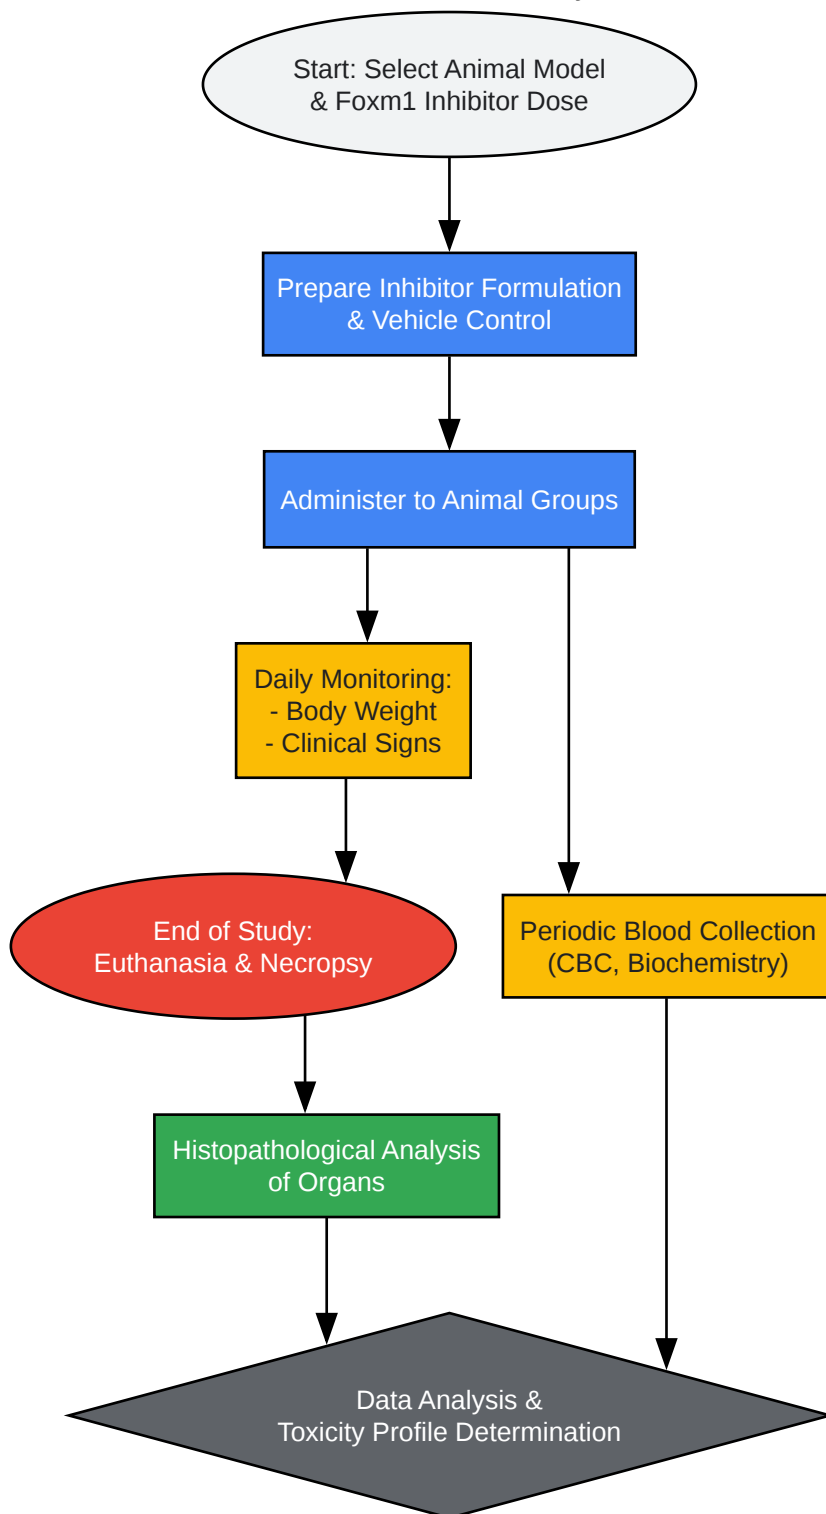 Start: Select Animal Model
& Foxm1 Inhibitor Dose
Prepare Inhibitor Formulation
& Vehicle Control
Administer to Animal Groups
Daily Monitoring:
- Body Weight
- Clinical Signs
End of Study:
Euthanasia & Necropsy
Periodic Blood Collection
(CBC, Biochemistry)
Histopathological Analysis
of Organs
Data Analysis &
Toxicity Profile Determination